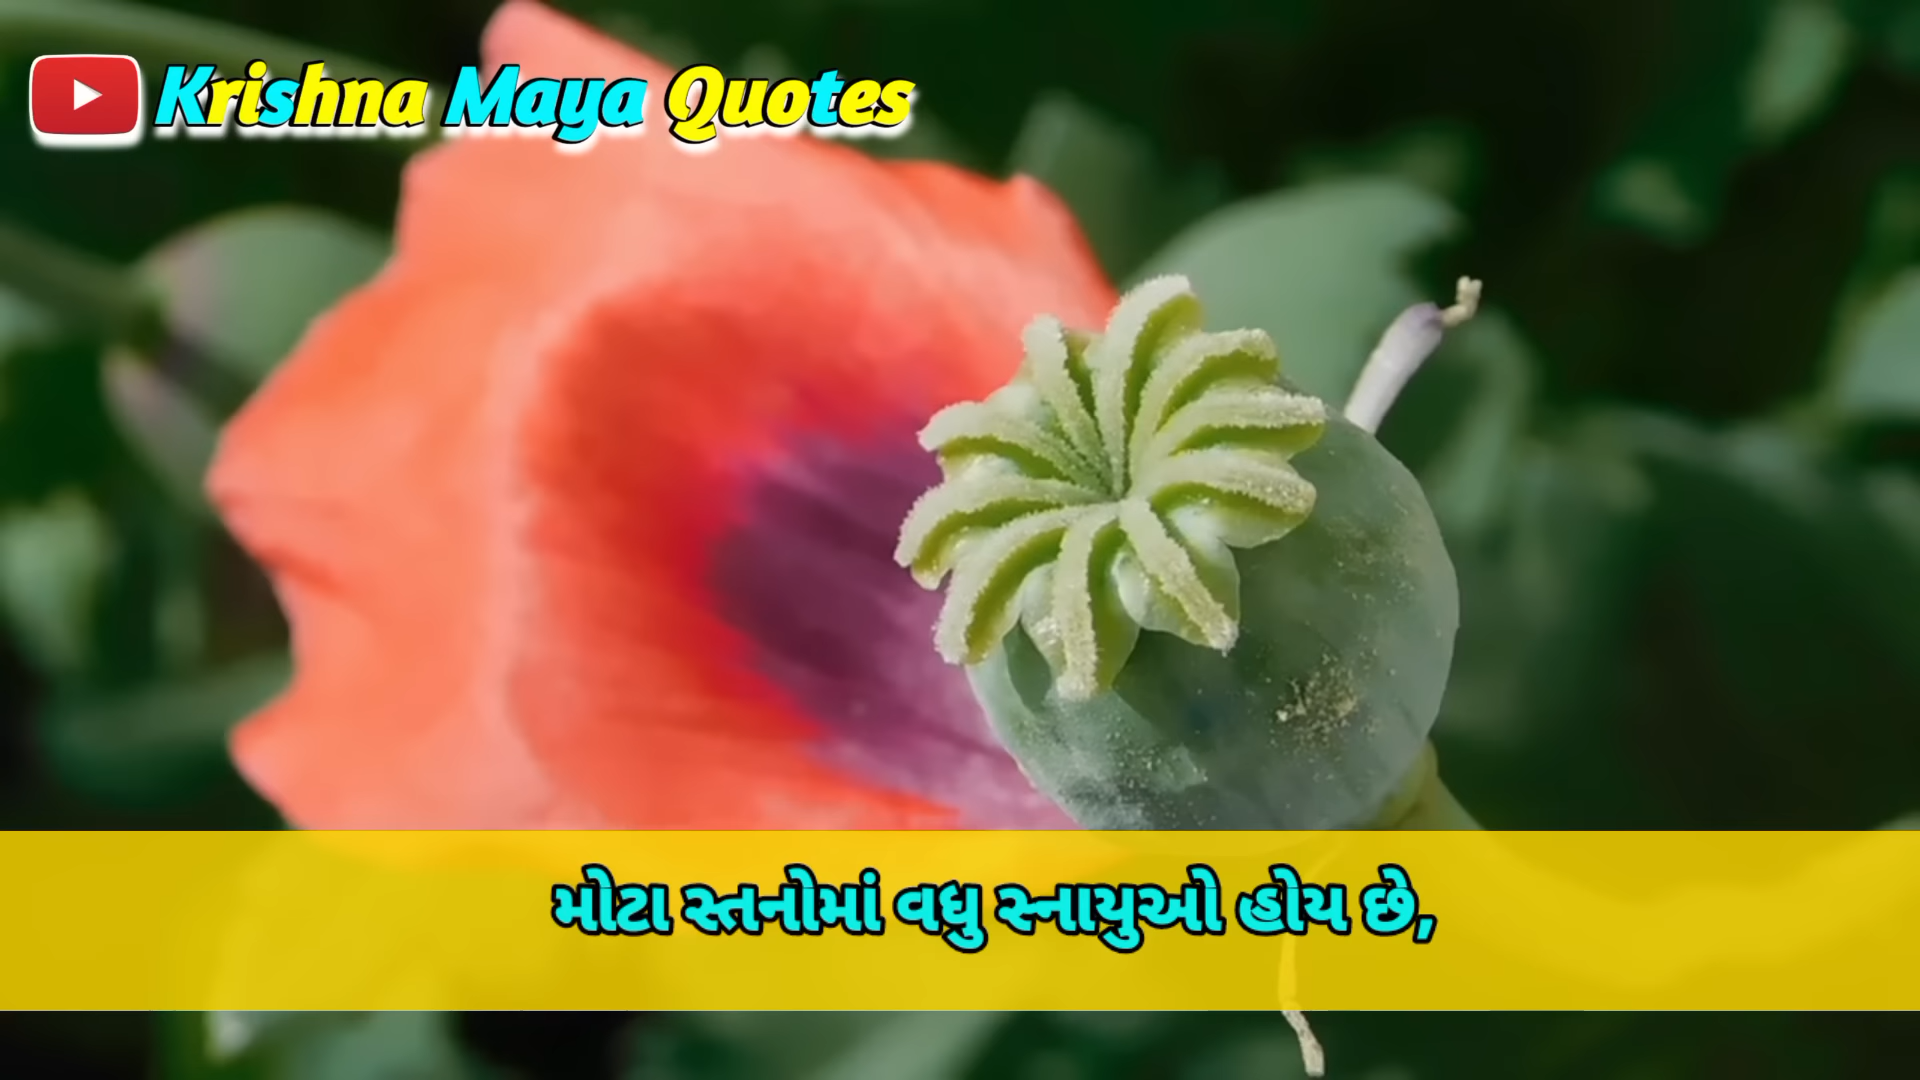 Krishna Maya Quotes
મોટા સ્તનોમાં વધુ સ્નાયુઓ હોય છે,